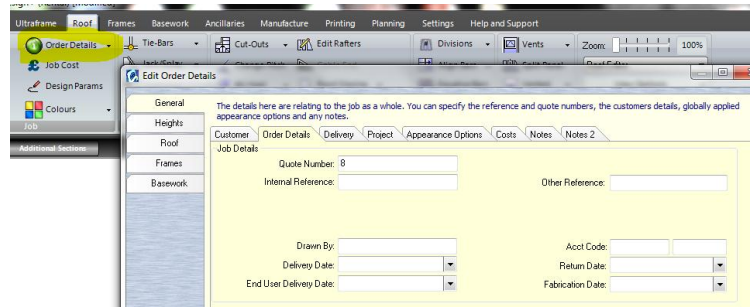 Ultraframe Roof Frames Basework Ancillaries Manufacture Printing Planning Settings Help and Support
Order Details Tie-Bars Cut-Outs Edit Rafters Divisions Vents Zoom: 100%
Job Cost
Design Params
Colours
Job
Additional Sections
Edit Order Details
General
Heights
Roof
Frames
Basework
The details here are relating to the job as a whole. You can specify the reference and quote numbers, the customers details, globally applied
appearance options and any notes.
Customer Order Details Delivery Project Appearance Options Costs Notes Notes 2
Job Details
Quote Number: 8
Internal Reference: Other Reference:
Drawn By: Acct Code:
Delivery Date: Return Date:
End User Delivery Date: Fabrication Date: